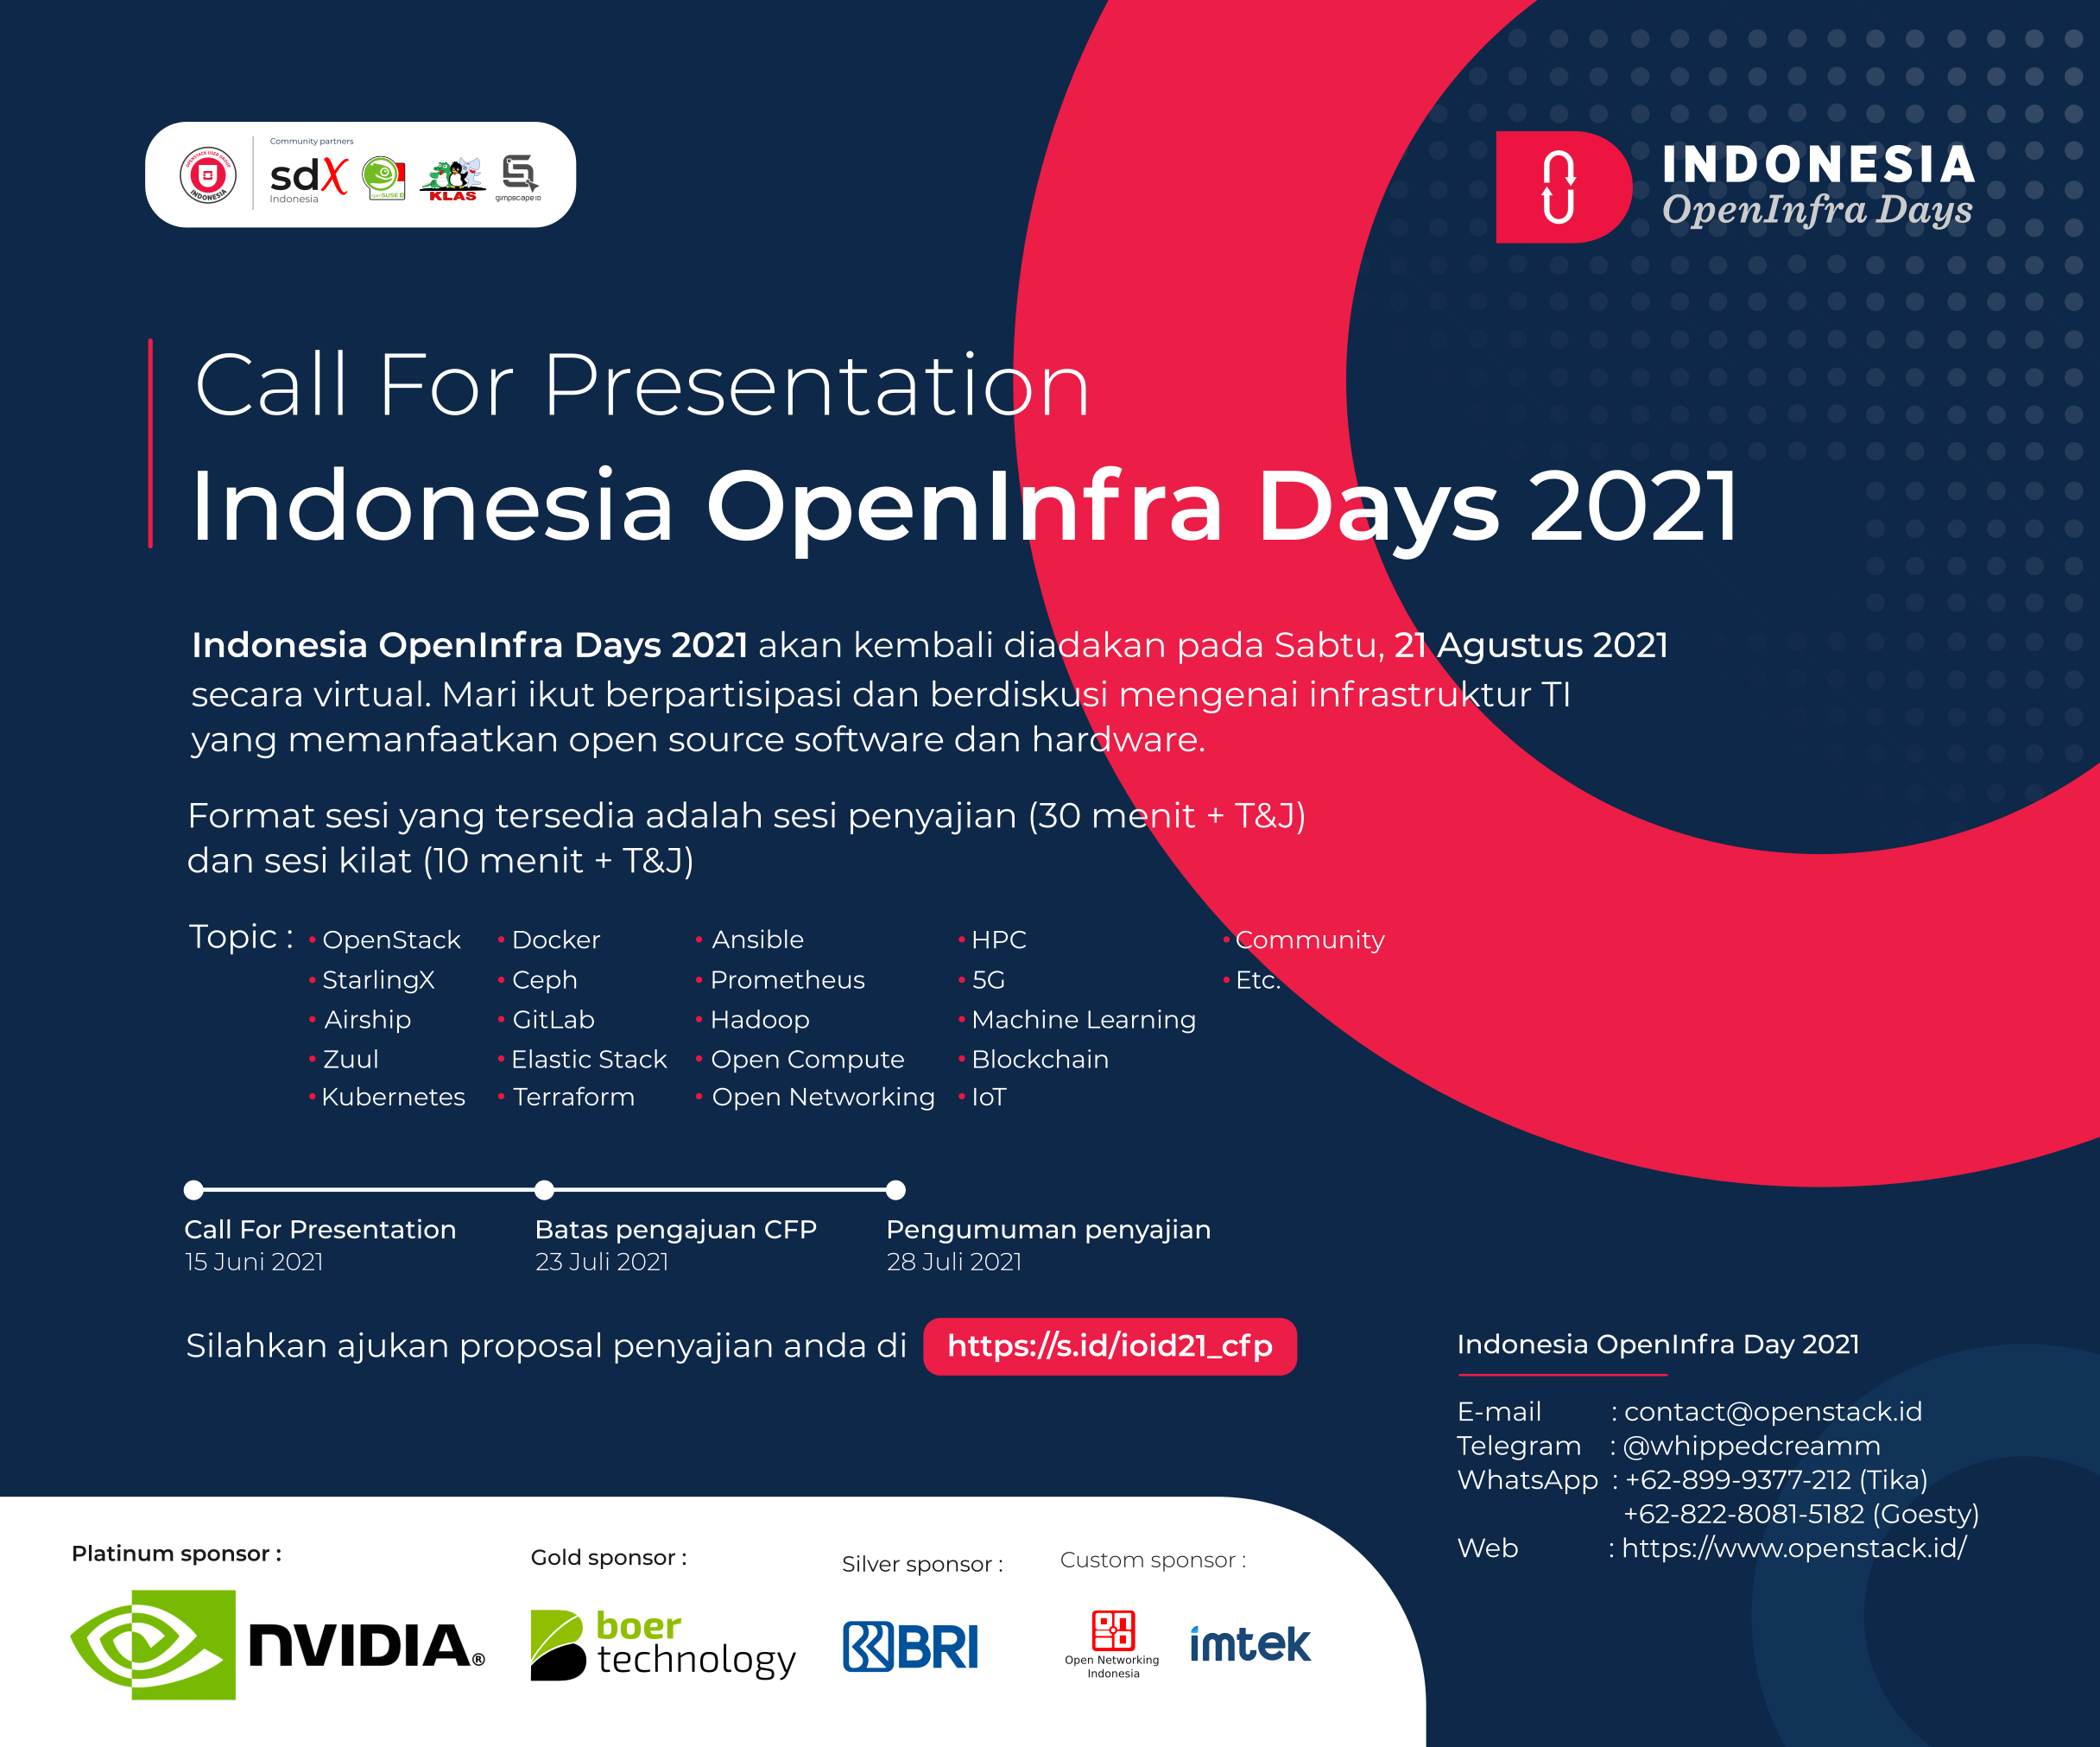 OPENSTACK USER GROUP
INDONESIA
Community partners
sdX
Indonesia
openSUSE.ID
KLAS
gimpscape ID
INDONESIA
OpenInfra Days
Call For Presentation
Indonesia OpenInfra Days 2021
Indonesia OpenInfra Days 2021 akan kembali diadakan pada Sabtu, 21 Agustus 2021
secara virtual. Mari ikut berpartisipasi dan berdiskusi mengenai infrastruktur TI
yang memanfaatkan open source software dan hardware.
Format sesi yang tersedia adalah sesi penyajian (30 menit + T&J)
dan sesi kilat (10 menit + T&J)
Topic :
• OpenStack
• StarlingX
• Airship
• Zuul
• Kubernetes
• Docker
• Ceph
• GitLab
• Elastic Stack
• Terraform
• Ansible
• Prometheus
• Hadoop
• Open Compute
• Open Networking
• HPC
• 5G
• Machine Learning
• Blockchain
• IoT
• Community
• Etc.
Call For Presentation
15 Juni 2021
Batas pengajuan CFP
23 Juli 2021
Pengumuman penyajian
28 Juli 2021
Silahkan ajukan proposal penyajian anda di https://s.id/ioid21_cfp
Indonesia OpenInfra Day 2021
E-mail : contact@openstack.id
Telegram : @whippedcreamm
WhatsApp : +62-899-9377-212 (Tika)
+62-822-8081-5182 (Goesty)
Web : https://www.openstack.id/
Platinum sponsor :
NVIDIA®
Gold sponsor :
boer
technology
Silver sponsor :
BRI
Custom sponsor :
Open Networking
Indonesia
imtek